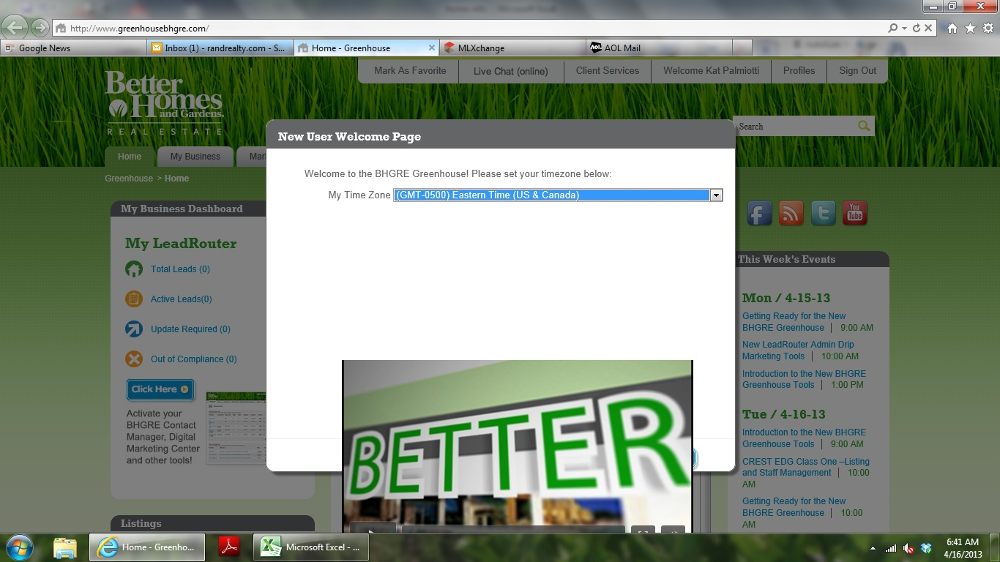 http://www.greenhousebhgre.com/
Google News
Inbox (1) - randrealty.com - S...
Home - Greenhouse
MLXchange
Aol.
AOL Mail
Mark As Favorite
Live Chat (online)
Client Services
Welcome Kat Palmiotti
Profiles
Sign Out
Better
Homes
and Gardens.
REAL ESTATE
Search
Home
My Business
Mar
Greenhouse > Home
New User Welcome Page
Welcome to the BHGRE Greenhouse! Please set your timezone below:
My Time Zone (GMT-0500) Eastern Time (US & Canada)
My Business Dashboard
My LeadRouter
Total Leads (0)
Active Leads(0)
Update Required (0)
Out of Compliance (0)
Click Here
Activate your
BHGRE Contact
Manager, Digital
Marketing Center
and other tools!
Listings
BETTER
You
Tube
This Week's Events
Mon / 4-15-13
Getting Ready for the New
BHGRE Greenhouse | 9:00 AM
New LeadRouter Admin Drip
Marketing Tools | 10:00 AM
Introduction to the New BHGRE
Greenhouse Tools | 1:00 PM
Tue / 4-16-13
Introduction to the New BHGRE
Greenhouse Tools | 9:00 AM
CREST EDG Class One –Listing
and Staff Management | 10:00
AM
Getting Ready for the New
BHGRE Greenhouse | 10:00
AM
Home - Greenho...
Microsoft Excel - ...
6:41 AM
4/16/2013